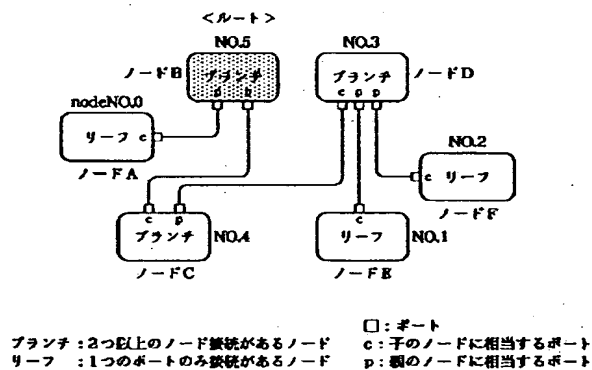 ＜ルート＞
NO.5
NO.3
ノードB
ブランチ
p
ブランチ
c p p
ノードD
nodeNO.0
リーフ c
ノードA
NO.2
c リーフ
ノードF
c p
ブランチ
NO.4
ノードC
c
リーフ
NO.1
ノードE
□：ポート
ブランチ：2つ以上のノード接続があるノード
c：子のノードに相当するポート
リーフ：1つのポートのみ接続があるノード
p：親のノードに相当するポート